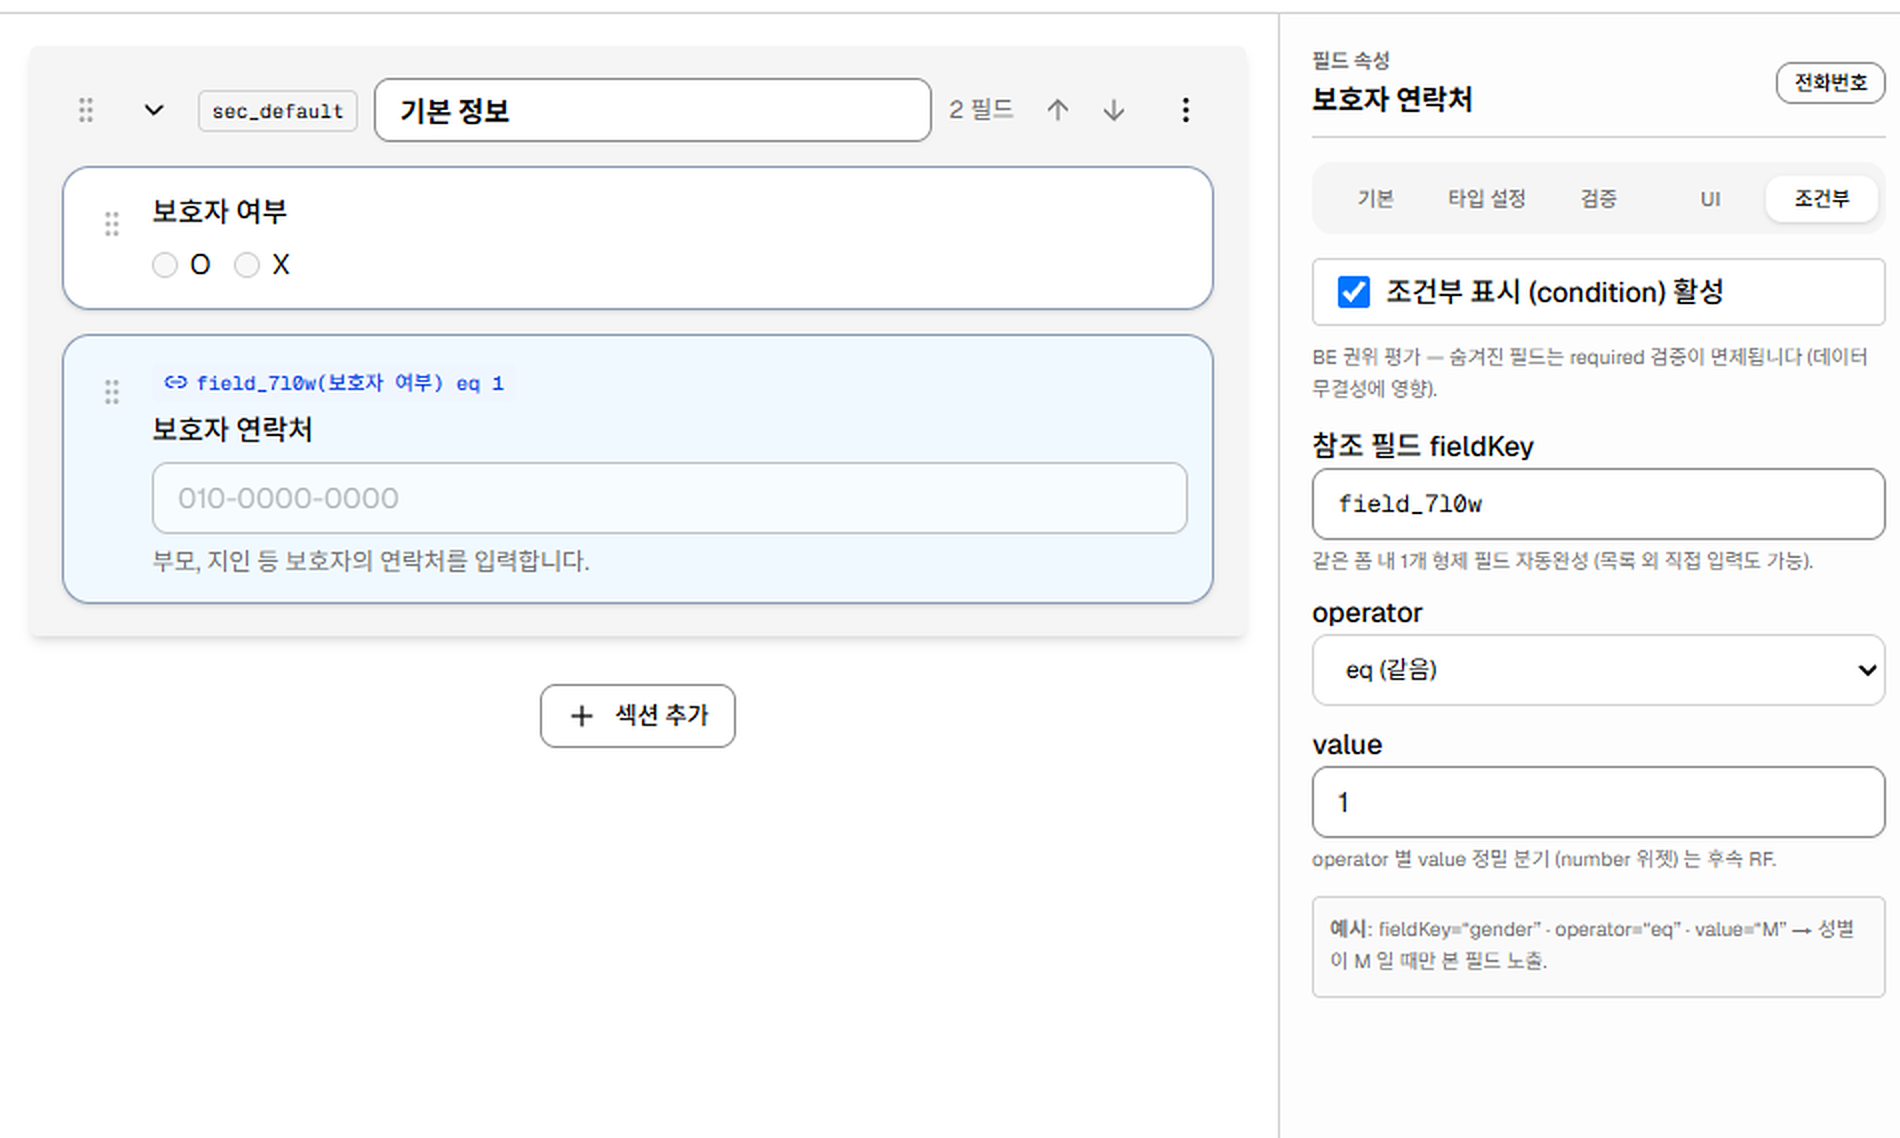 sec_default
기본 정보
2 필드
보호자 여부
O X
field_7l0w(보호자 여부) eq 1
보호자 연락처
010-0000-0000
부모, 지인 등 보호자의 연락처를 입력합니다.
+ 섹션 추가
필드 속성
보호자 연락처
전화번호
기본 타입 설정 검증 UI 조건부
조건부 표시 (condition) 활성
BE 권위 평가 — 숨겨진 필드는 required 검증이 면제됩니다 (데이터
무결성에 영향).
참조 필드 fieldKey
field_7l0w
같은 폼 내 1개 형제 필드 자동완성 (목록 외 직접 입력도 가능).
operator
eq (같음)
value
1
operator 별 value 정밀 분기 (number 위젯) 는 후속 RF.
예시: fieldKey=“gender” · operator=“eq” · value=“M” → 성별
이 M 일 때만 본 필드 노출.